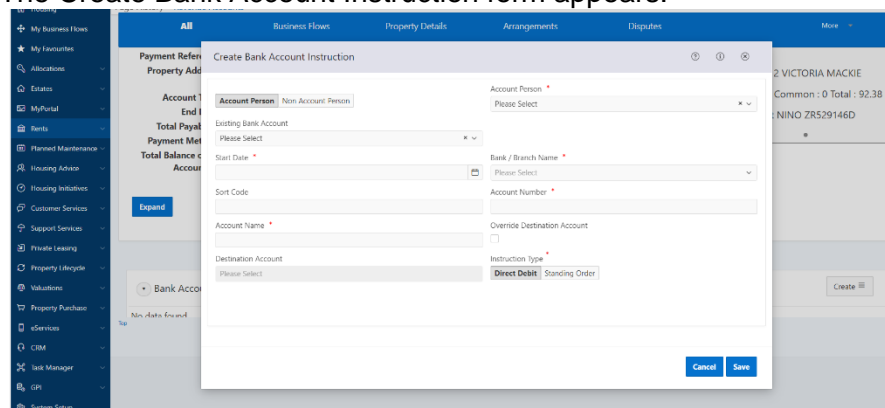 The Create Bank Account Instruction form appears.
Housing
My Business Flows
My Favourites
Allocations
Estates
MyPortal
Rents
Planned Maintenance
Housing Advice
Housing Initiatives
Customer Services
Support Services
Private Leasing
Property Lifecycle
Valuations
Property Purchase
eServices
CRM
Task Manager
GPI
System Setup
All Business Flows Property Details Arrangements Disputes More
Payment Refere
Property Add
Account T
End
Total Payab
Payment Met
Total Balance o
Accour
Expand
2 VICTORIA MACKIE
Common : 0 Total : 92.38
: NINO ZR529146D
Create Bank Account Instruction
Account Person Non Account Person
Account Person *
Please Select
Existing Bank Account
Please Select
Start Date *
Bank / Branch Name *
Please Select
Sort Code
Account Number *
Account Name *
Override Destination Account
Destination Account
Please Select
Instruction Type *
Direct Debit Standing Order
Cancel Save
Bank Accou
Create
No data found
Top